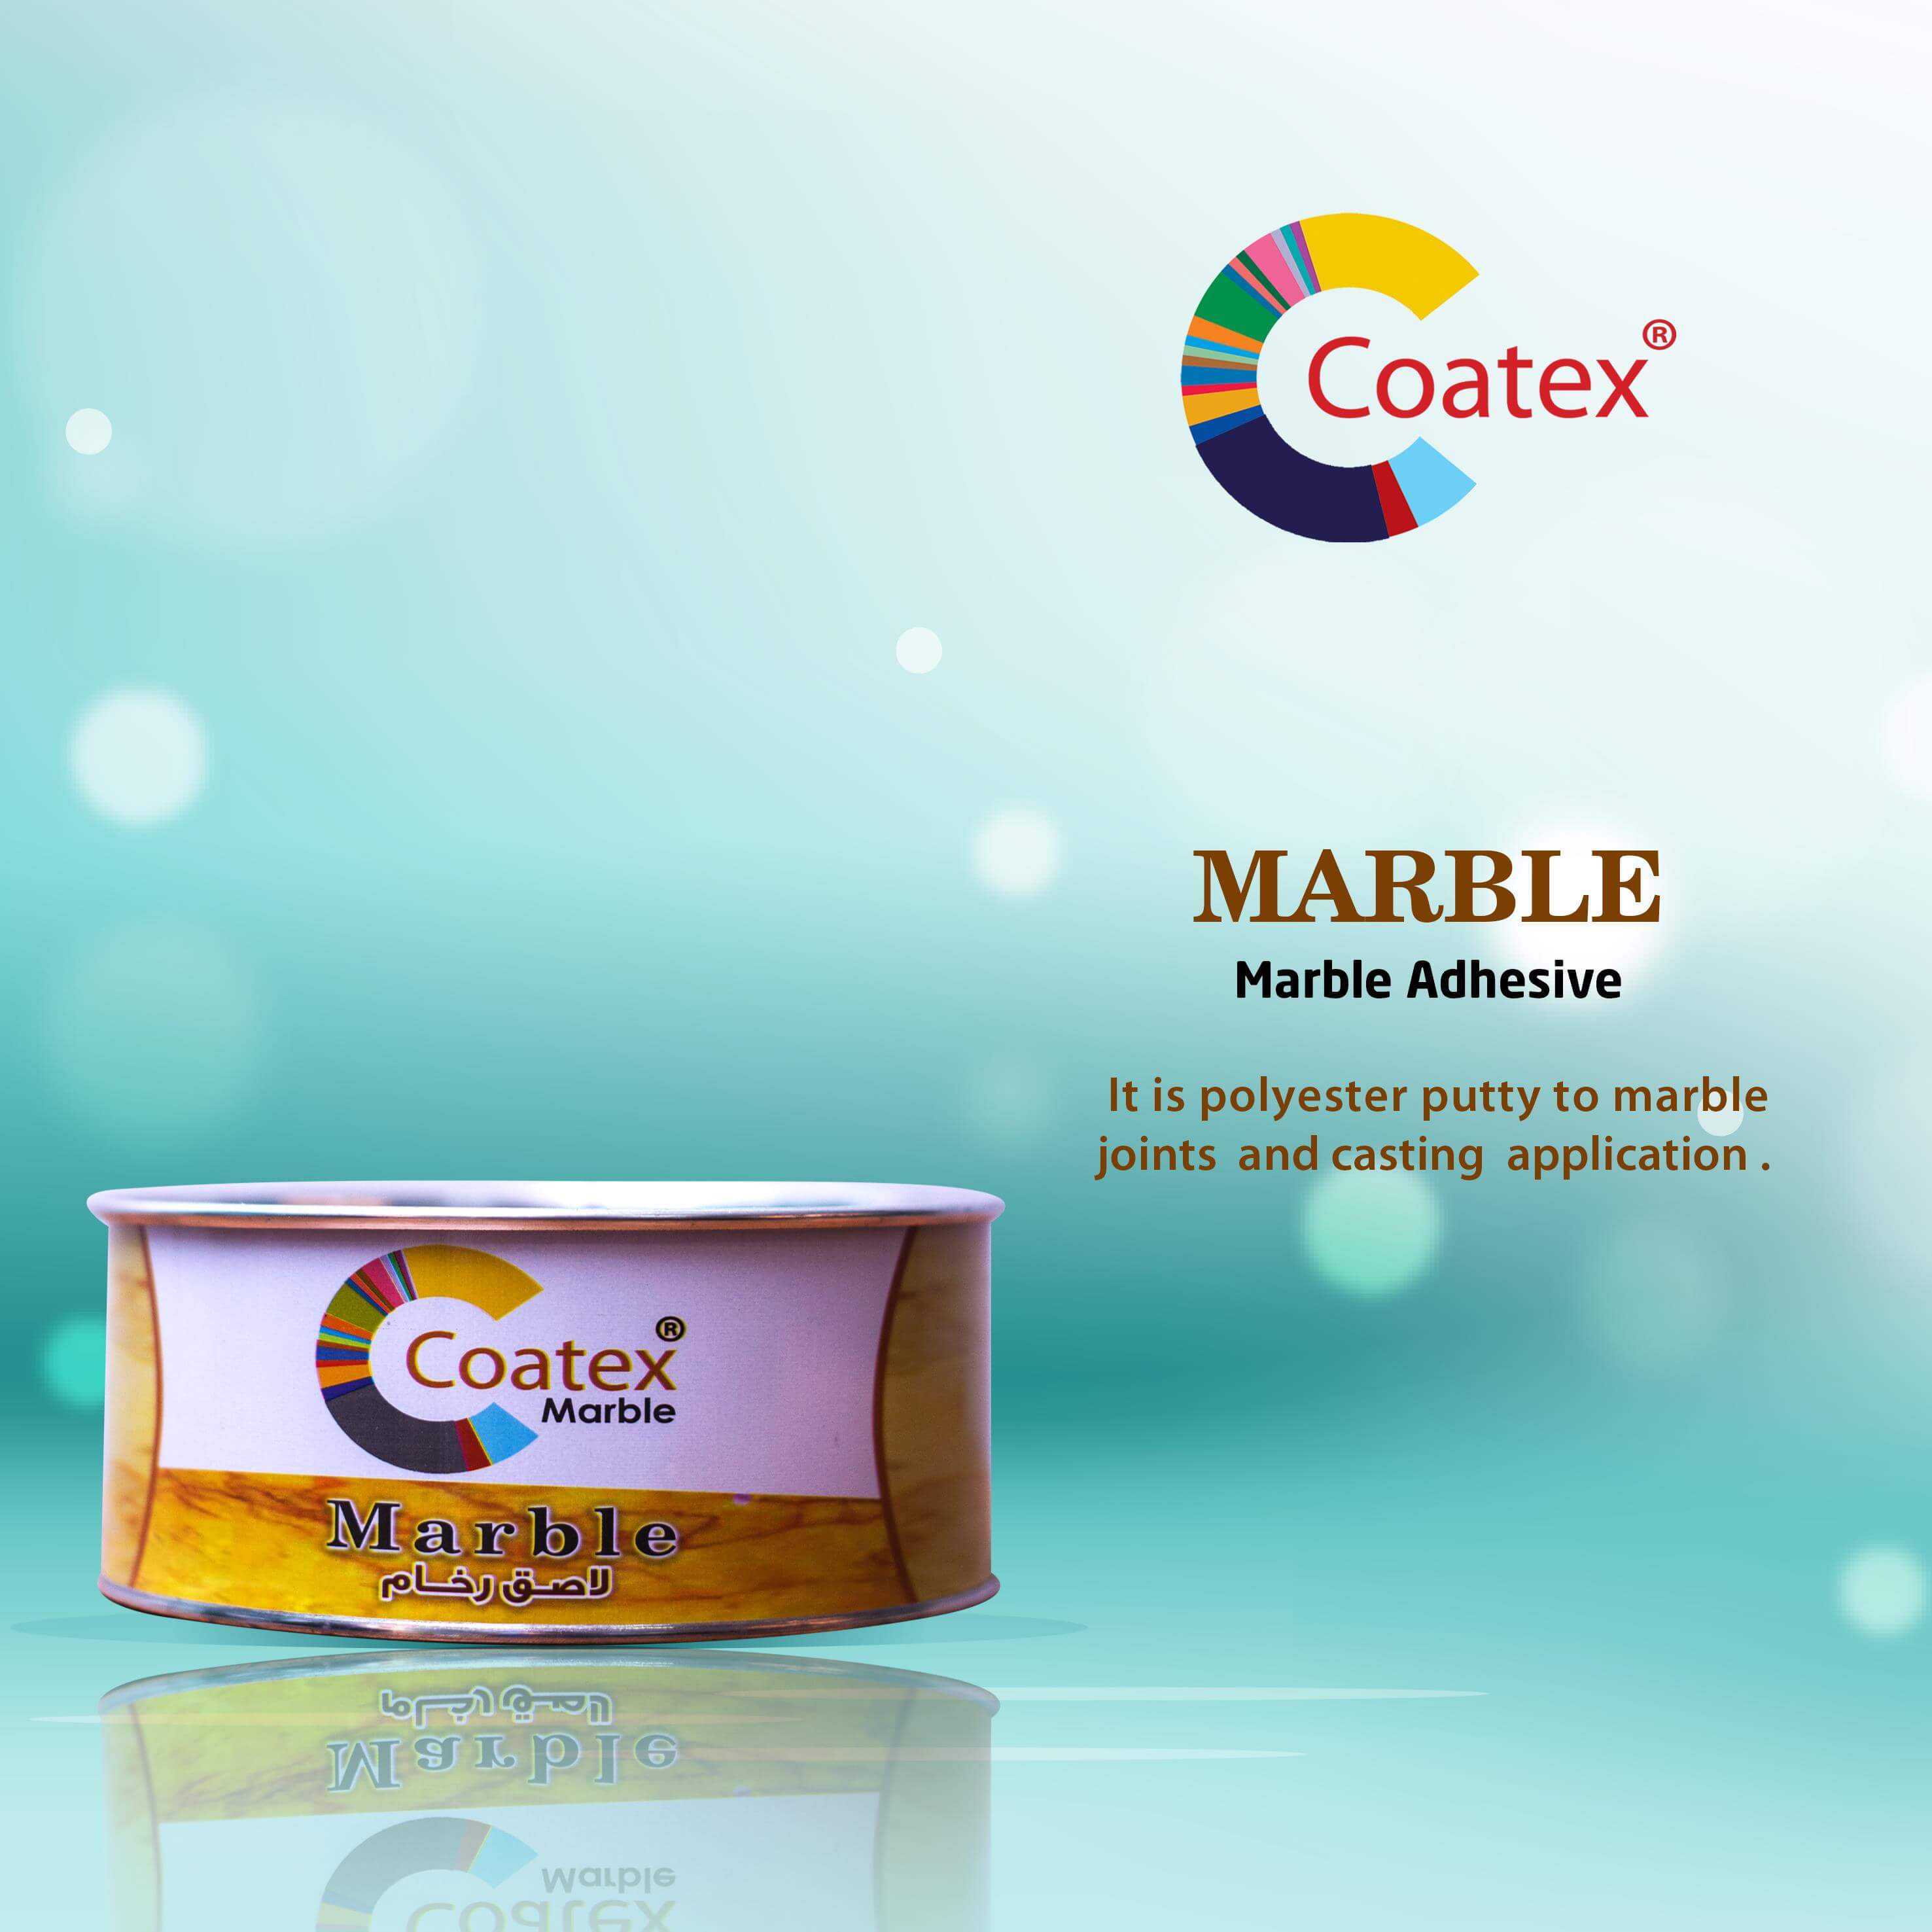 Coatex®
MARBLE
Marble Adhesive
It is polyester putty to marble
joints and casting application .
Coatex®
Marble
Marble
لاصق رخام